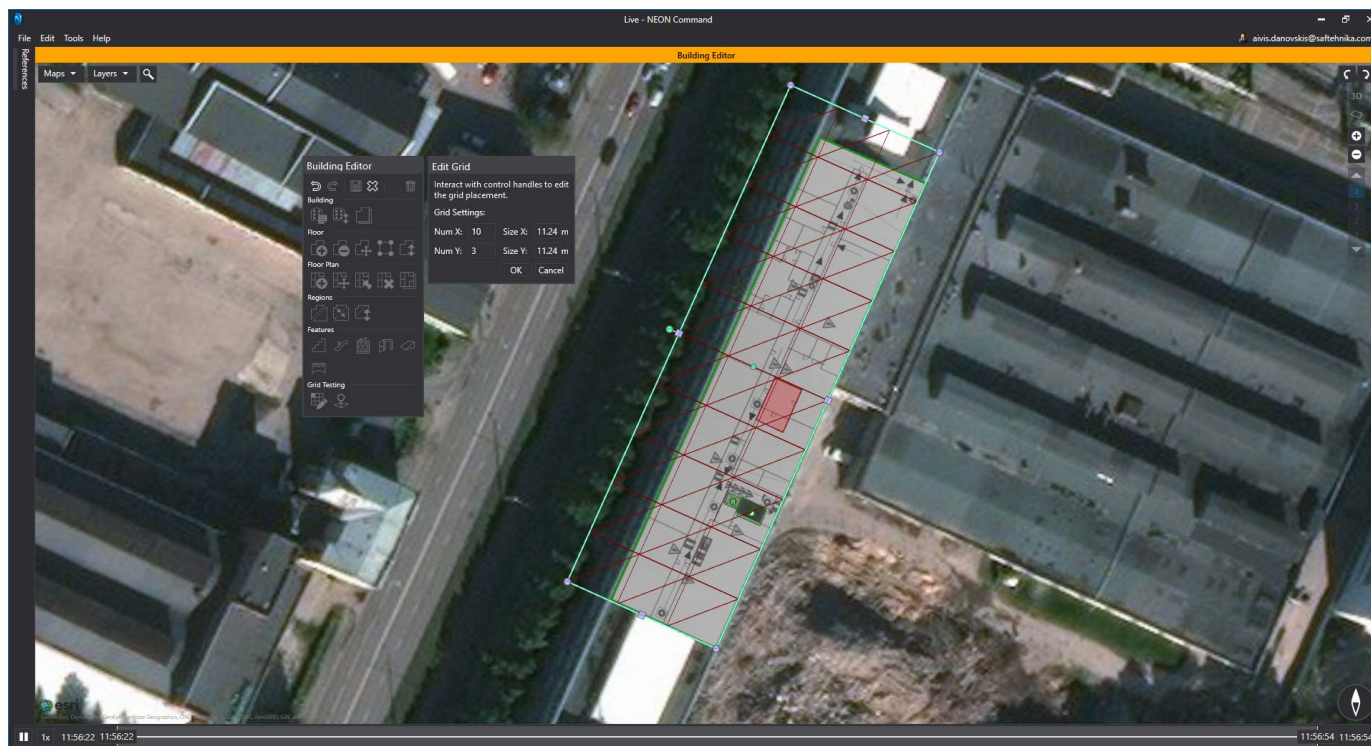 Live - NEON Command
File Edit Tools Help
aivis.danovskis@saftehnika.com
References
Building Editor
Maps
Layers
3D
Building Editor
Building
Floor
Floor Plan
Regions
Features
Grid Testing
Edit Grid
Interact with control handles to edit
the grid placement.
Grid Settings:
Num X: 10 Size X: 11.24 m
Num Y: 3 Size Y: 11.24 m
OK Cancel
esri
1x 11:56:22 11:56:22
11:56:54 11:56:54